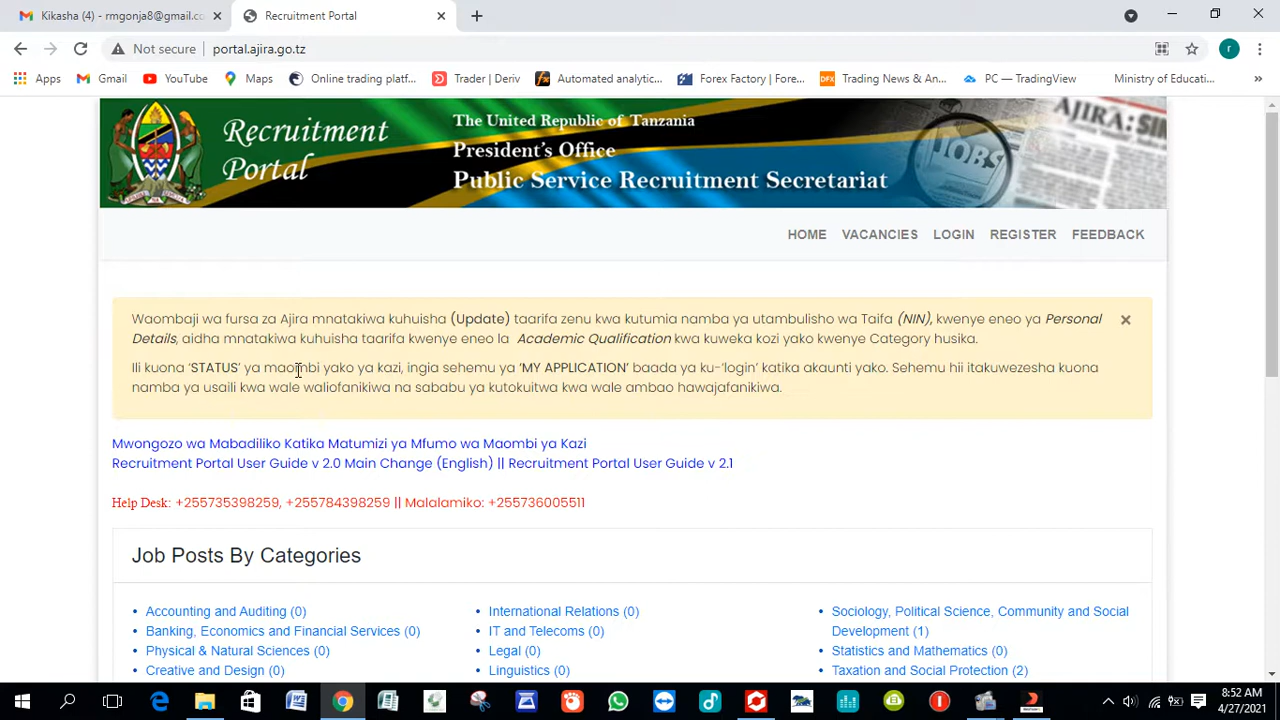 Kikasha (4) - rmgonja8@gmail.co
Recruitment Portal
Not secure
portal.ajira.go.tz
r
Apps
Gmail
YouTube
Maps
Online trading platf...
Trader | Deriv
Automated analytic...
Forex Factory | Fore...
Trading News & An...
PC — TradingView
Ministry of Educati...
Recruitment
Portal
The United Republic of Tanzania
President's Office
Public Service Recruitment Secretariat
JOBS
AJIRA:
HOME
VACANCIES
LOGIN
REGISTER
FEEDBACK
Waombaji wa fursa za Ajira mnatakiwa kuhuisha (Update) taarifa zenu kwa kutumia namba ya utambulisho wa Taifa (NIN), kwenye eneo ya Personal
Details, aidha mnatakiwa kuhuisha taarifa kwenye eneo la Academic Qualification kwa kuweka kozi yako kwenye Category husika.
Ili kuona 'STATUS' ya maombi yako ya kazi, ingia sehemu ya 'MY APPLICATION' baada ya ku-'login' katika akaunti yako. Sehemu hii itakuwezesha kuona
namba ya usaili kwa wale waliofanikiwa na sababu ya kutokuitwa kwa wale ambao hawajafanikiwa.
Mwongozo wa Mabadiliko Katika Matumizi ya Mfumo wa Maombi ya Kazi
Recruitment Portal User Guide v 2.0 Main Change (English) || Recruitment Portal User Guide v 2.1
Help Desk: +255735398259, +255784398259 || Malalamiko: +255736005511
Job Posts By Categories
• Accounting and Auditing (0)
• Banking, Economics and Financial Services (0)
• Physical & Natural Sciences (0)
• Creative and Design (0)
• International Relations (0)
• IT and Telecoms (0)
• Legal (0)
• Linguistics (0)
• Sociology, Political Science, Community and Social
Development (1)
• Statistics and Mathematics (0)
• Taxation and Social Protection (2)
8:52 AM
4/27/2021